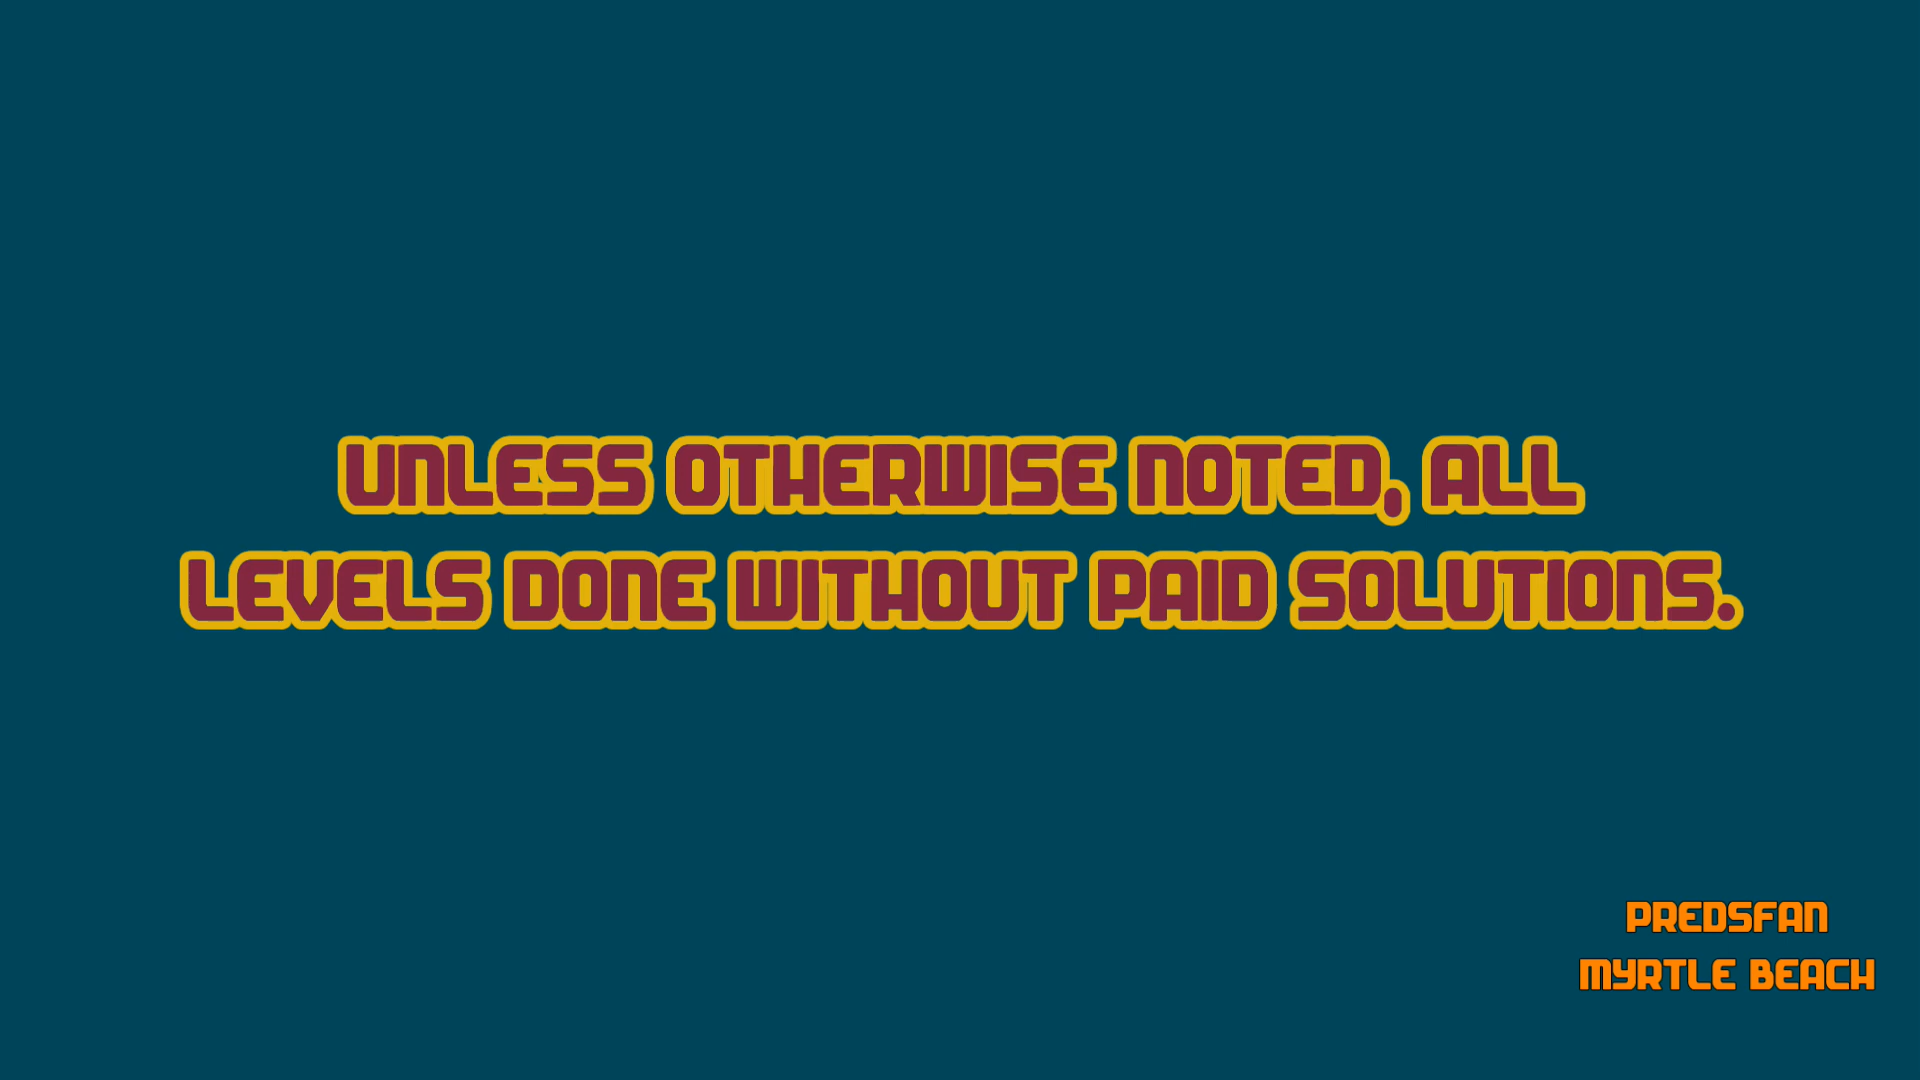 UNLESS OTHERWISE NOTED, ALL
LEVELS DONE WITHOUT PAID SOLUTIONS.
PREDSFAN
MYRTLE BEACH